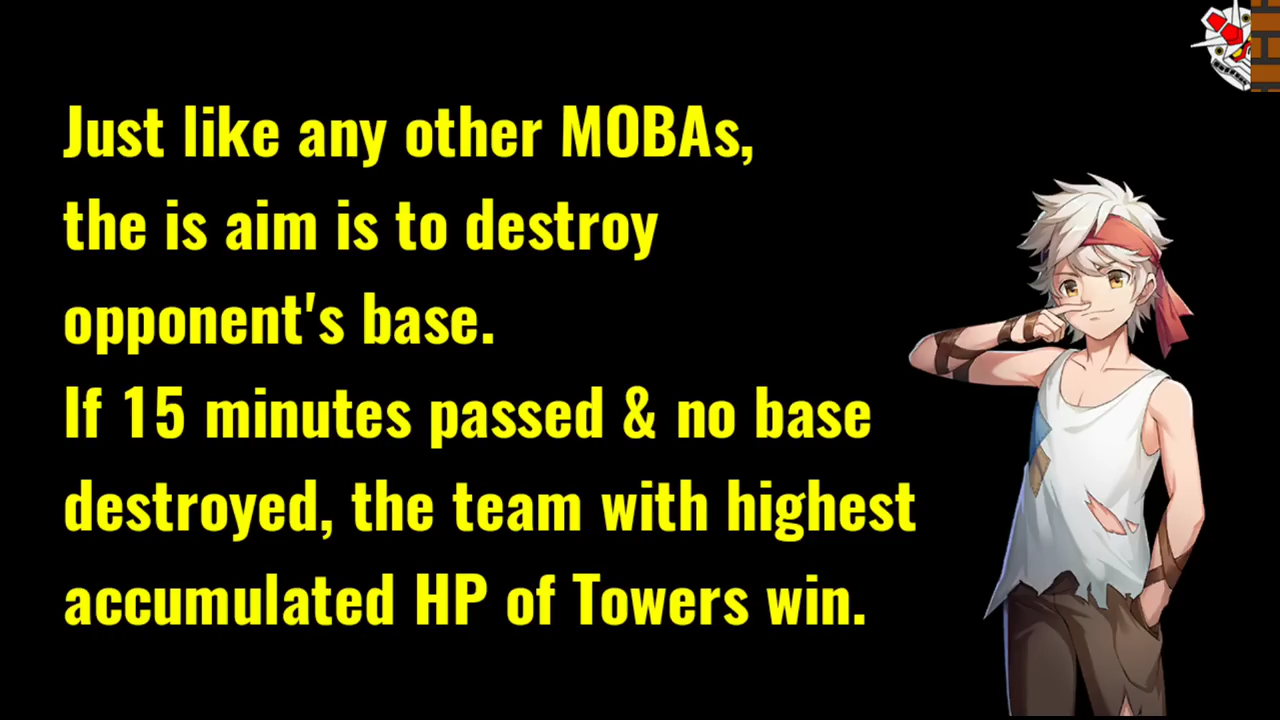 Just like any other MOBAs,
the is aim is to destroy
opponent's base.
If 15 minutes passed & no base
destroyed, the team with highest
accumulated HP of Towers win.